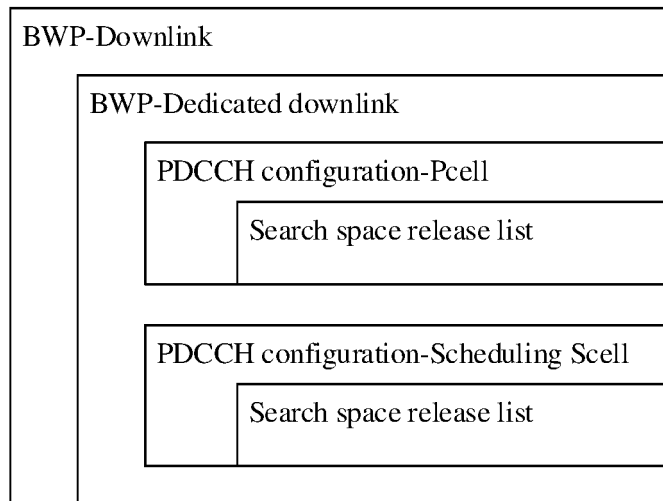 BWP-Downlink
BWP-Dedicated downlink
PDCCH configuration-Pcell
Search space release list
PDCCH configuration-Scheduling Scell
Search space release list